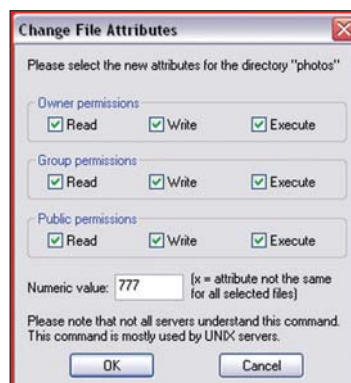 Change File Attributes
Please select the new attributes for the directory "photos"
Owner permissions
Read Write Execute
Group permissions
Read Write Execute
Public permissions
Read Write Execute
Numeric value: 777 (x = attribute not the same
for all selected files)
Please note that not all servers understand this command.
This command is mostly used by UNIX servers.
OK Cancel